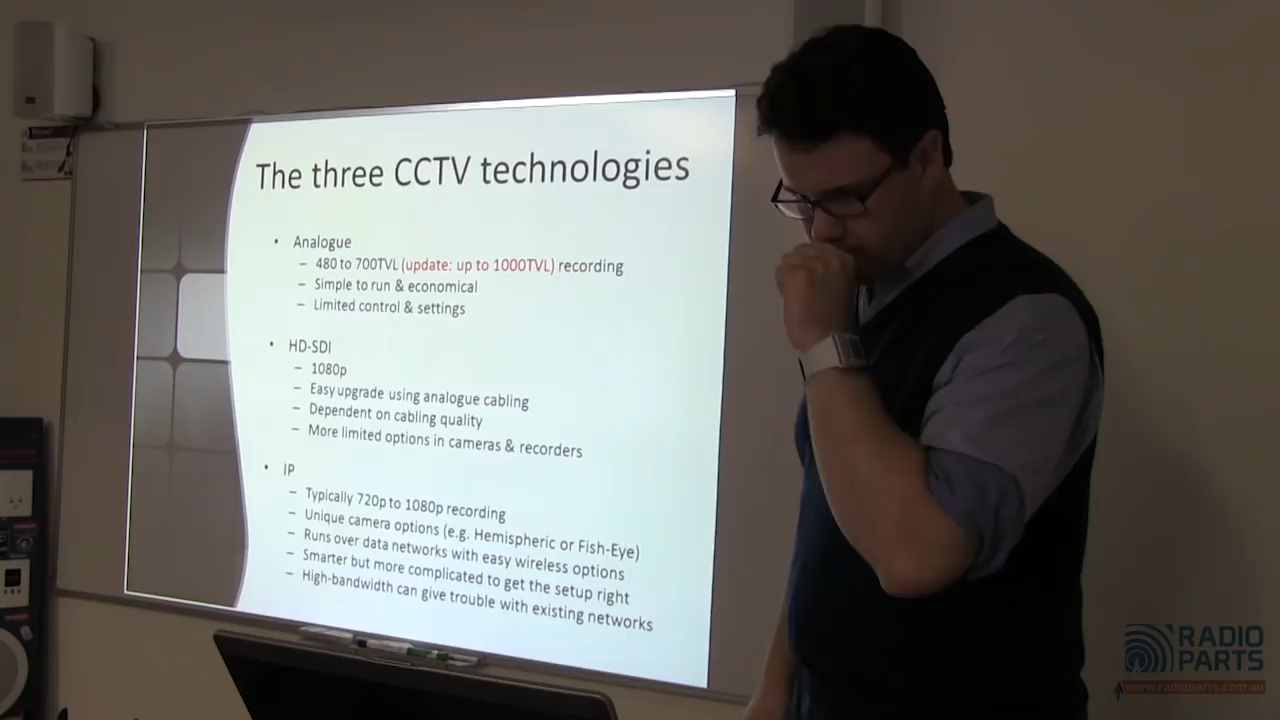 The three CCTV technologies
• Analogue
– 480 to 700TVL (update: up to 1000TVL) recording
– Simple to run & economical
– Limited control & settings
• HD-SDI
– 1080p
– Easy upgrade using analogue cabling
– Dependent on cabling quality
– More limited options in cameras & recorders
• IP
– Typically 720p to 1080p recording
– Unique camera options (e.g. Hemispheric or Fish-Eye)
– Runs over data networks with easy wireless options
– Smarter but more complicated to get the setup right
– High-bandwidth can give trouble with existing networks
RADIO
PARTS
www.radioparts.com.au